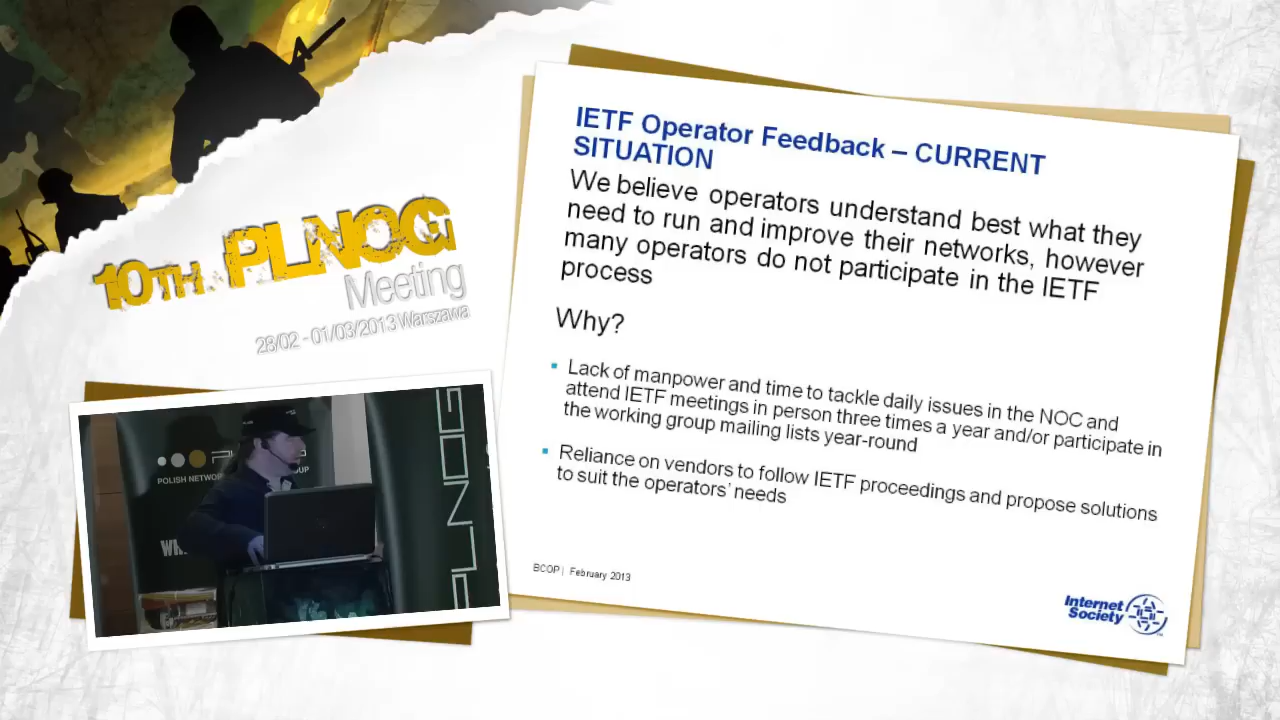 10TH PLNOG
Meeting
28/02 - 01/03/2013 Warszawa
IETF Operator Feedback – CURRENT
SITUATION
We believe operators understand best what they
need to run and improve their networks, however
many operators do not participate in the IETF
process
Why?
Lack of manpower and time to tackle daily issues in the NOC and
attend IETF meetings in person three times a year and/or participate in
the working group mailing lists year-round
Reliance on vendors to follow IETF proceedings and propose solutions
to suit the operators' needs
BCOP | February 2013
Internet
Society
POLISH NETWOR
PLNOG